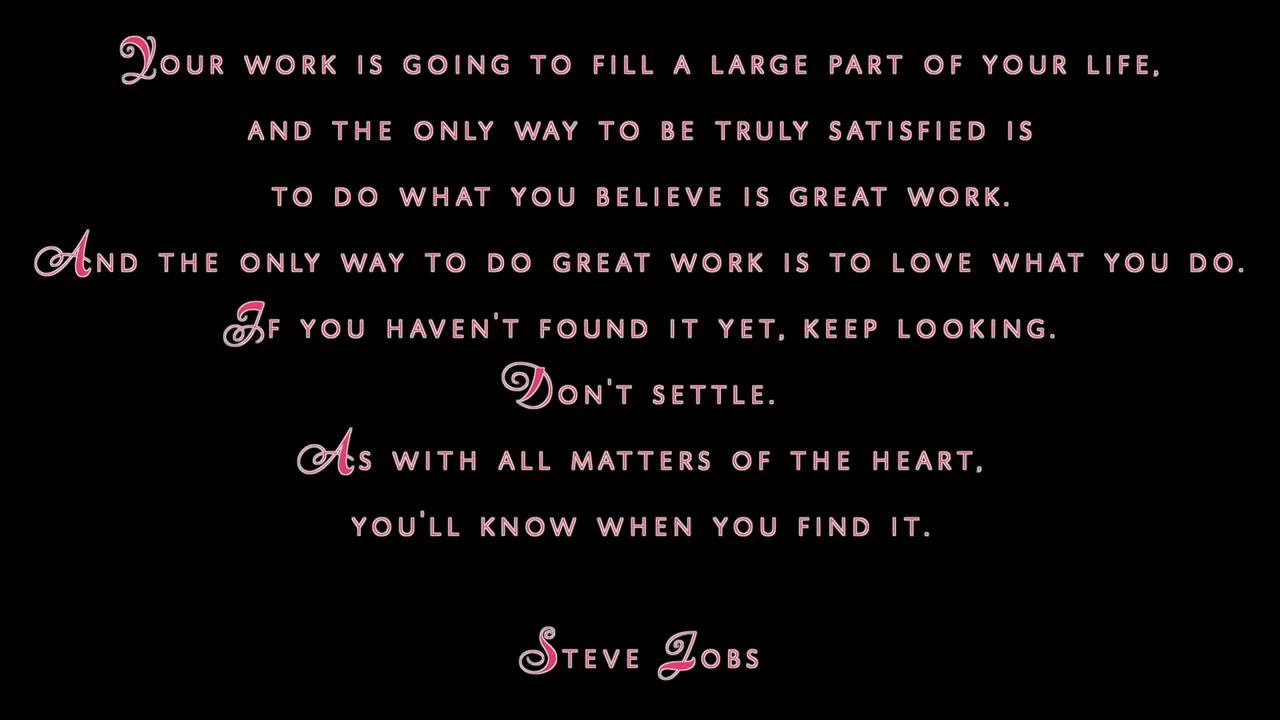 Your work is going to fill a large part of your life,
and the only way to be truly satisfied is
to do what you believe is great work.
And the only way to do great work is to love what you do.
If you haven't found it yet, keep looking.
Don't settle.
As with all matters of the heart,
you'll know when you find it.
Steve Jobs